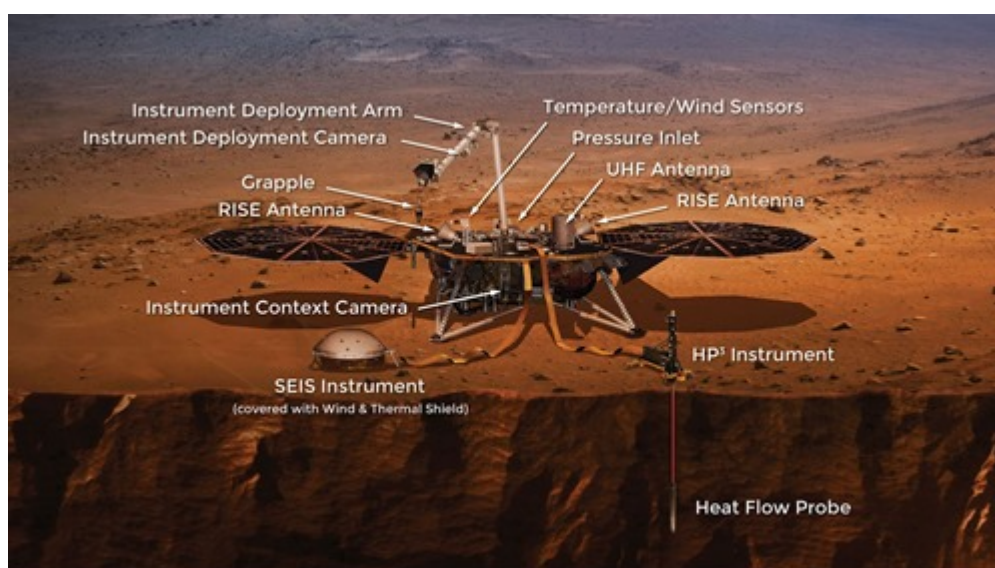 Instrument Deployment Arm
Instrument Deployment Camera
Temperature/Wind Sensors
Pressure Inlet
UHF Antenna
Grapple
RISE Antenna
RISE Antenna
Instrument Context Camera
HP³ Instrument
SEIS Instrument
(covered with Wind & Thermal Shield)
Heat Flow Probe